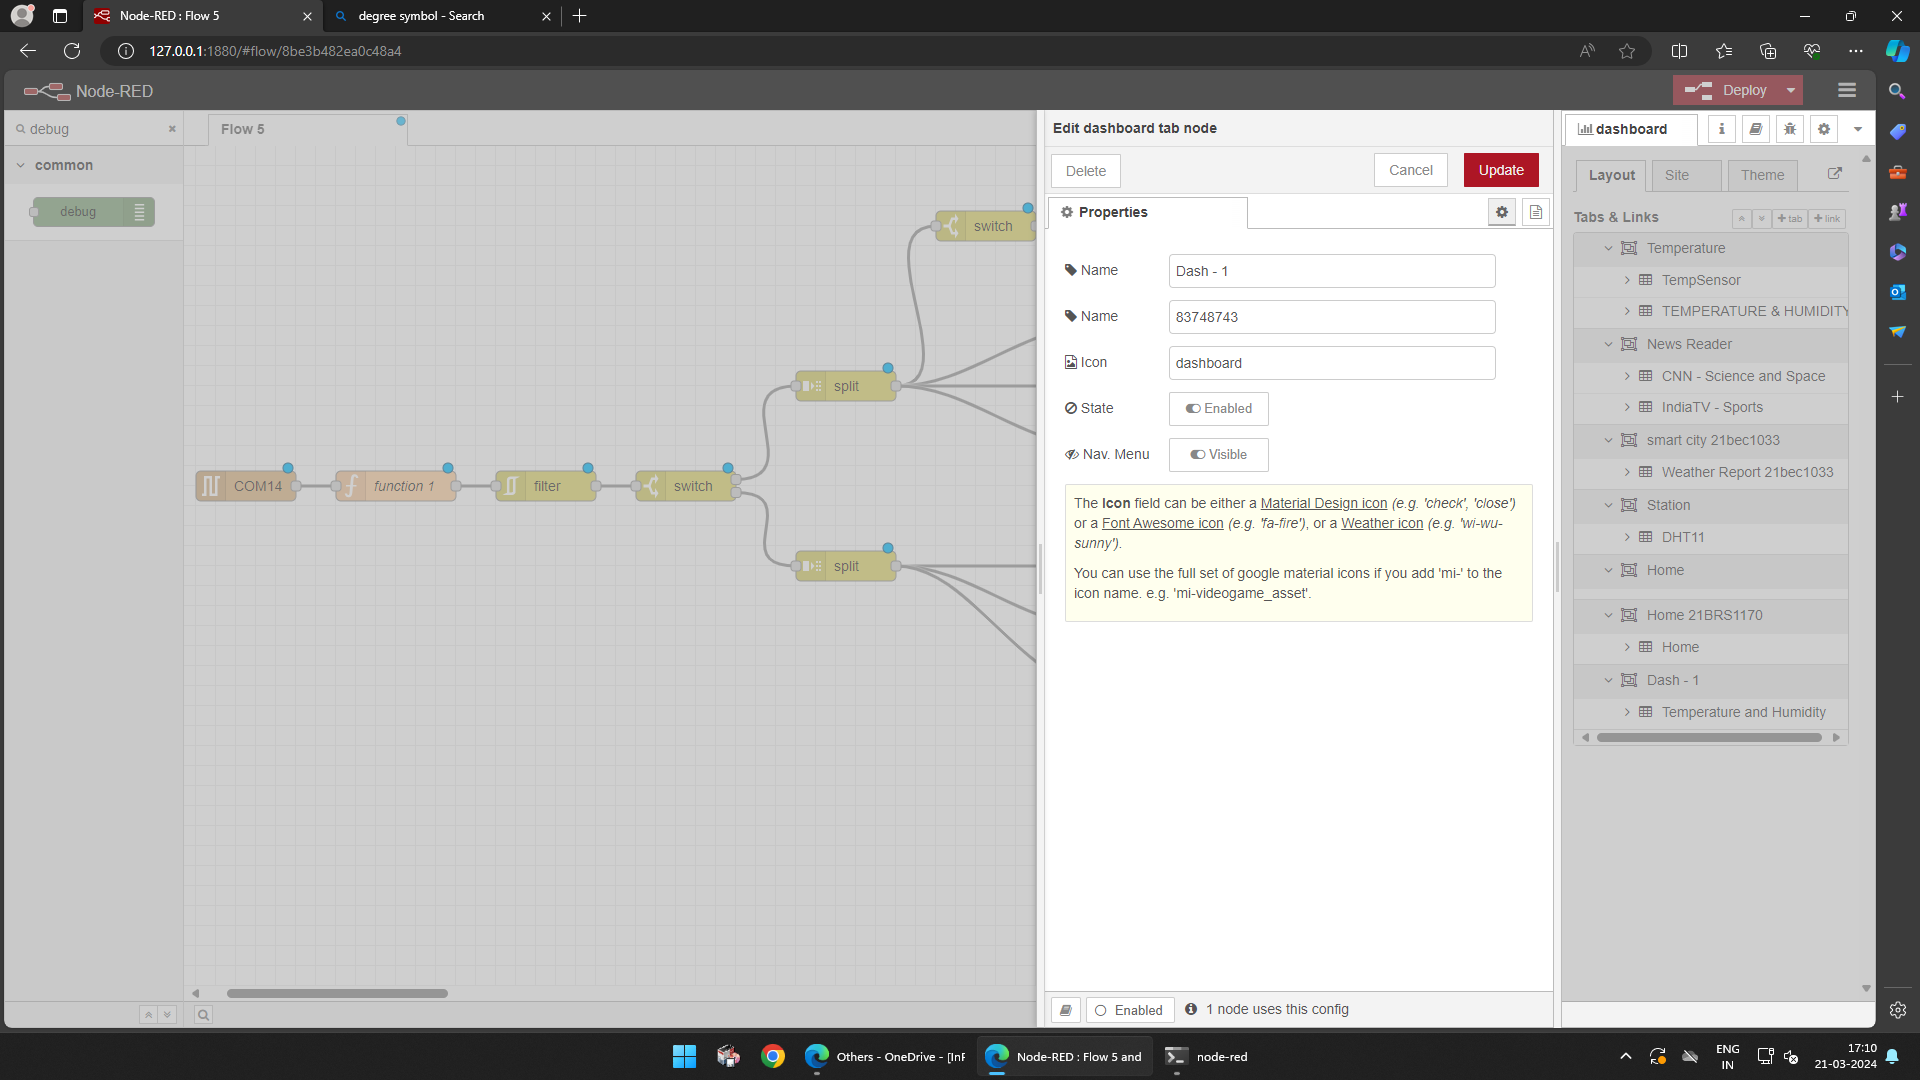 Node-RED : Flow 5
degree symbol - Search
127.0.0.1:1880/#flow/8be3b482ea0c48a4
Node-RED
Deploy
debug
common
debug
Flow 5
switch
split
COM14
function 1
filter
switch
split
Edit dashboard tab node
Delete
Cancel
Update
Properties
Name
Dash - 1
Name
83748743
Icon
dashboard
State
Enabled
Nav. Menu
Visible
The Icon field can be either a Material Design icon (e.g. 'check', 'close')
or a Font Awesome icon (e.g. 'fa-fire'), or a Weather icon (e.g. 'wi-wu-
sunny').
You can use the full set of google material icons if you add 'mi-' to the
icon name. e.g. 'mi-videogame_asset'.
Enabled
1 node uses this config
dashboard
Layout
Site
Theme
Tabs & Links
tab
link
Temperature
TempSensor
TEMPERATURE & HUMIDITY
News Reader
CNN - Science and Space
IndiaTV - Sports
smart city 21bec1033
Weather Report 21bec1033
Station
DHT11
Home
Home 21BRS1170
Home
Dash - 1
Temperature and Humidity
Others - OneDrive - [InF
Node-RED : Flow 5 and
node-red
ENG
IN
17:10
21-03-2024